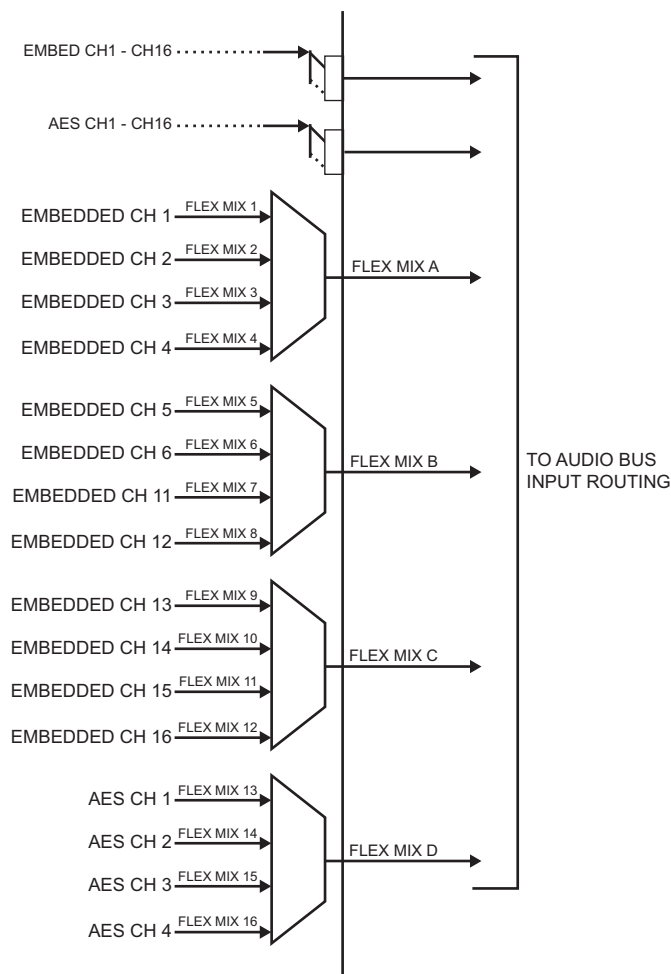 EMBED CH1 - CH16
AES CH1 - CH16
EMBEDDED CH 1 FLEX MIX 1
EMBEDDED CH 2 FLEX MIX 2
EMBEDDED CH 3 FLEX MIX 3
EMBEDDED CH 4 FLEX MIX 4
FLEX MIX A
EMBEDDED CH 5 FLEX MIX 5
EMBEDDED CH 6 FLEX MIX 6
EMBEDDED CH 11 FLEX MIX 7
EMBEDDED CH 12 FLEX MIX 8
FLEX MIX B
EMBEDDED CH 13 FLEX MIX 9
EMBEDDED CH 14 FLEX MIX 10
EMBEDDED CH 15 FLEX MIX 11
EMBEDDED CH 16 FLEX MIX 12
FLEX MIX C
AES CH 1 FLEX MIX 13
AES CH 2 FLEX MIX 14
AES CH 3 FLEX MIX 15
AES CH 4 FLEX MIX 16
FLEX MIX D
TO AUDIO BUS
INPUT ROUTING